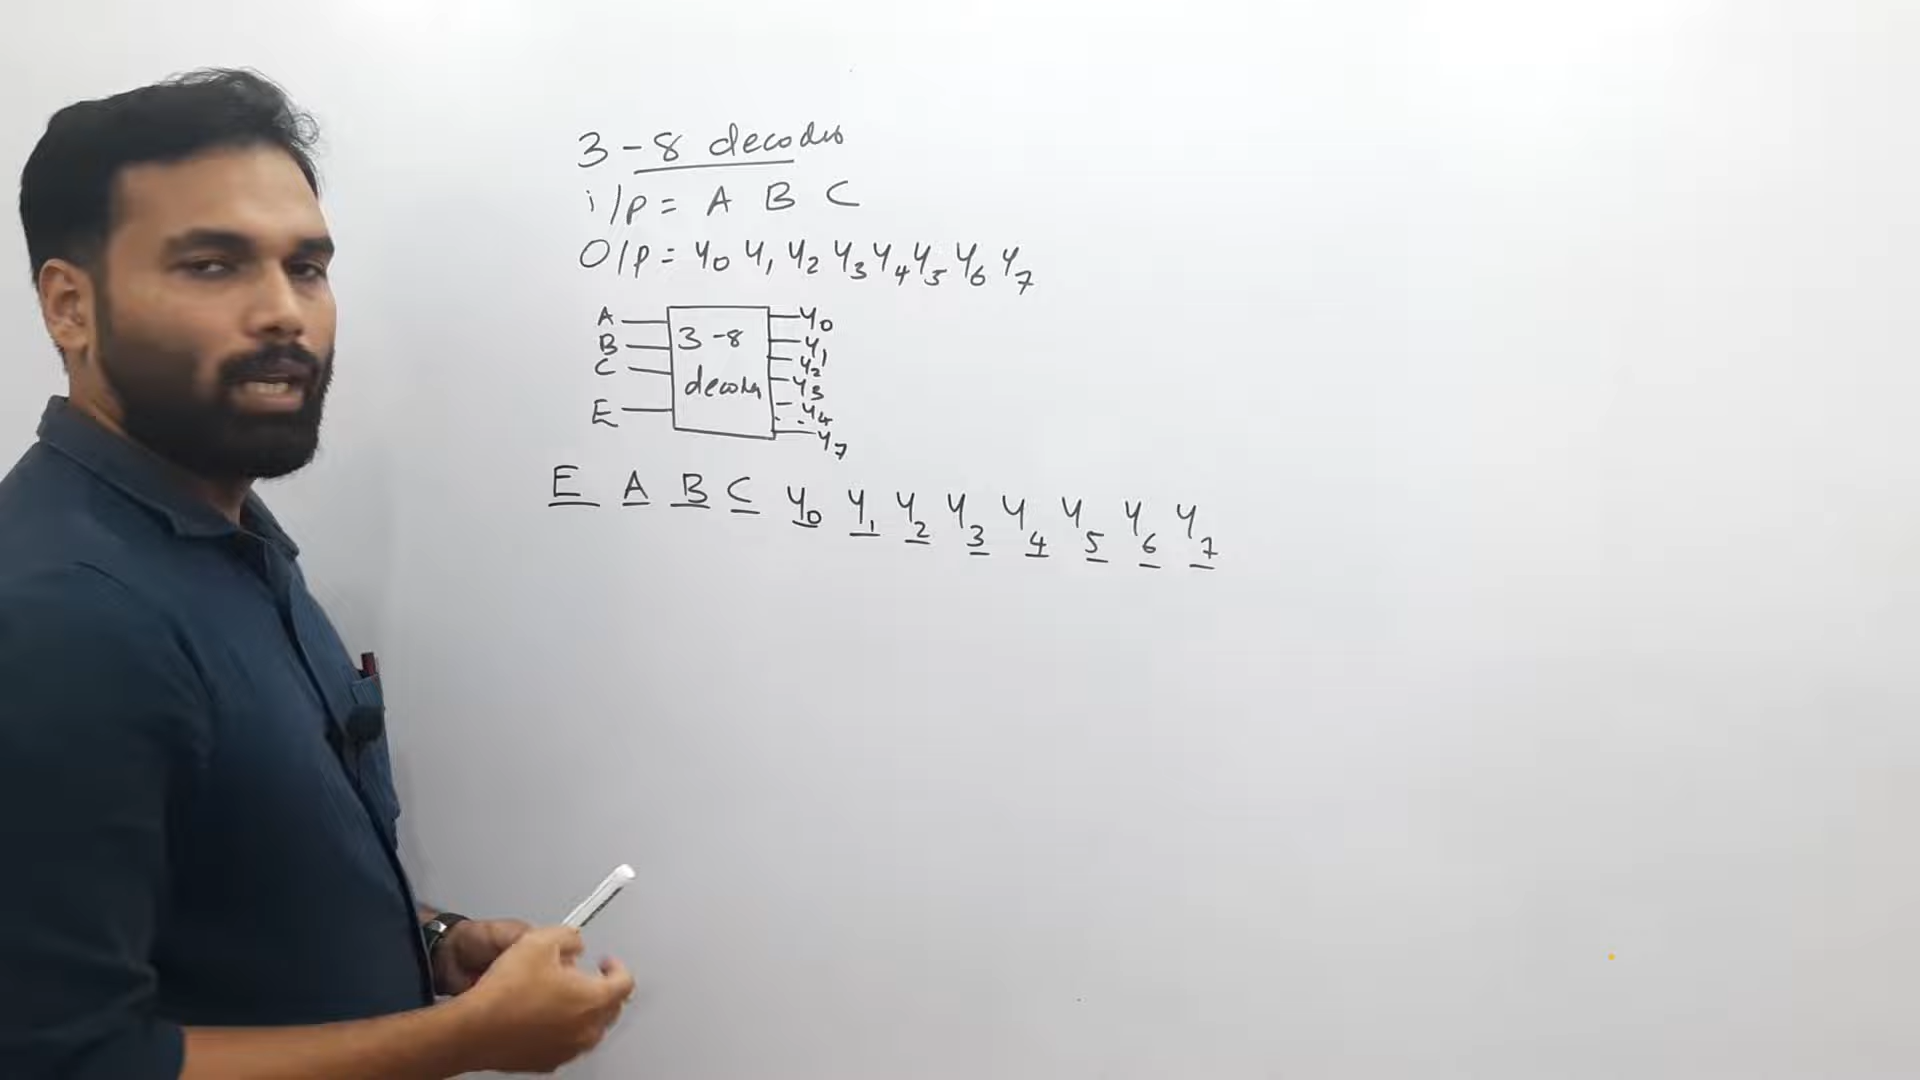 3-8 decoder
i/p = A B C
O/p = Y0 Y1 Y2 Y3 Y4 Y5 Y6 Y7
A
B
C
E
3-8
decoder
Y0
Y1
Y2
Y3
Y4
Y7
E A B C Y0 Y1 Y2 Y3 Y4 Y5 Y6 Y7